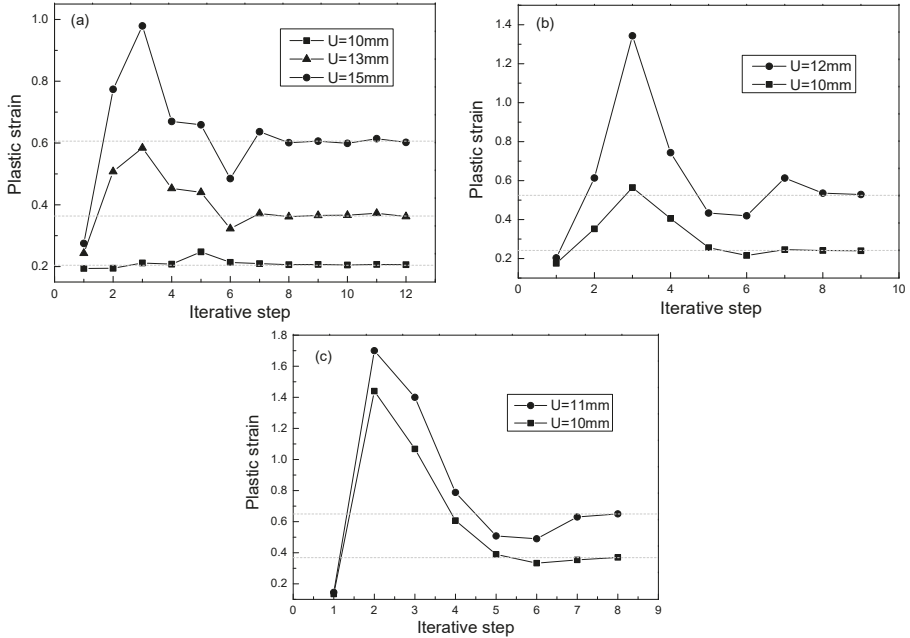 (a)
U=10mm
U=13mm
U=15mm
Plastic strain
1.0
0.8
0.6
0.4
0.2
0 2 4 6 8 10 12
Iterative step
(b)
U=12mm
U=10mm
Plastic strain
1.4
1.2
1.0
0.8
0.6
0.4
0.2
0 2 4 6 8 10
Iterative step
(c)
U=11mm
U=10mm
Plastic strain
1.8
1.6
1.4
1.2
1.0
0.8
0.6
0.4
0.2
0 1 2 3 4 5 6 7 8 9
Iterative step